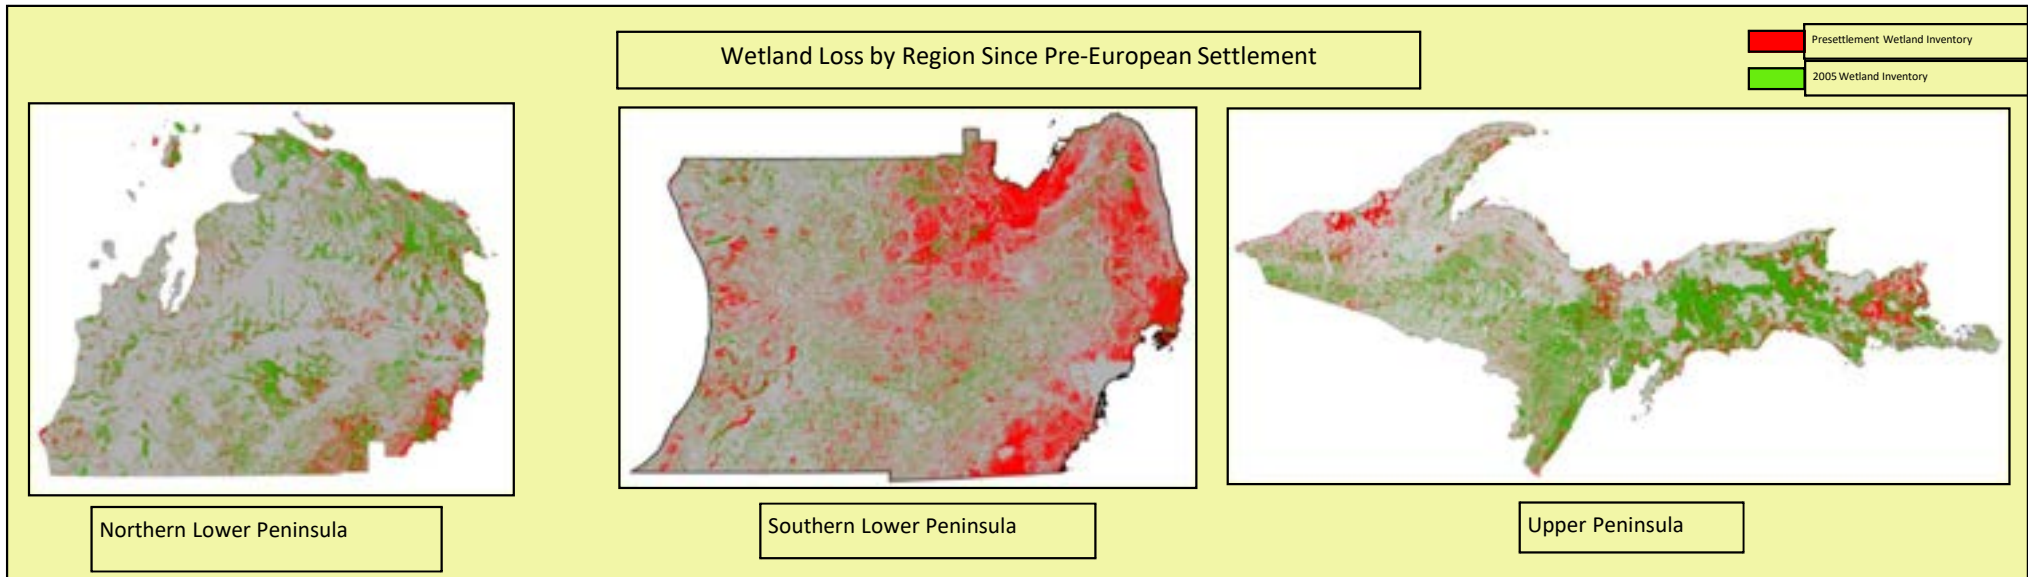 Wetland Loss by Region Since Pre-European Settlement
Presettlement Wetland Inventory
2005 Wetland Inventory
Northern Lower Peninsula
Southern Lower Peninsula
Upper Peninsula